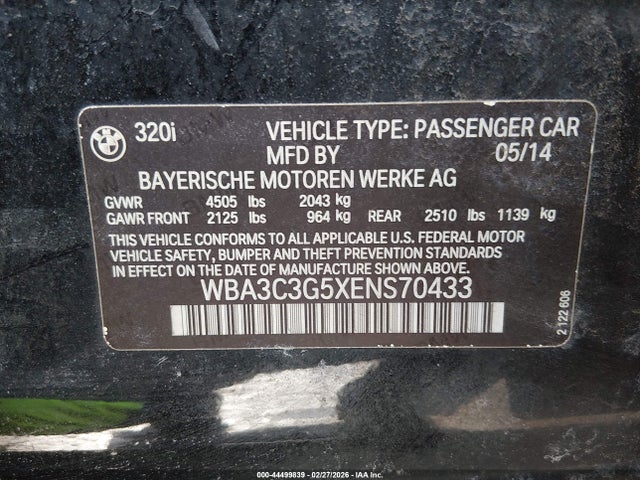 320i VEHICLE TYPE: PASSENGER CAR
MFD BY 05/14
BAYERISCHE MOTOREN WERKE AG
GVWR 4505 lbs 2043 kg
GAWR FRONT 2125 lbs 964 kg REAR 2510 lbs 1139 kg
THIS VEHICLE CONFORMS TO ALL APPLICABLE U.S. FEDERAL MOTOR
VEHICLE SAFETY, BUMPER AND THEFT PREVENTION STANDARDS
IN EFFECT ON THE DATE OF MANUFACTURE SHOWN ABOVE.
WBA3C3G5XENS70433
2 122 606
000-44499839 - 02/27/2026 - IAA Inc.